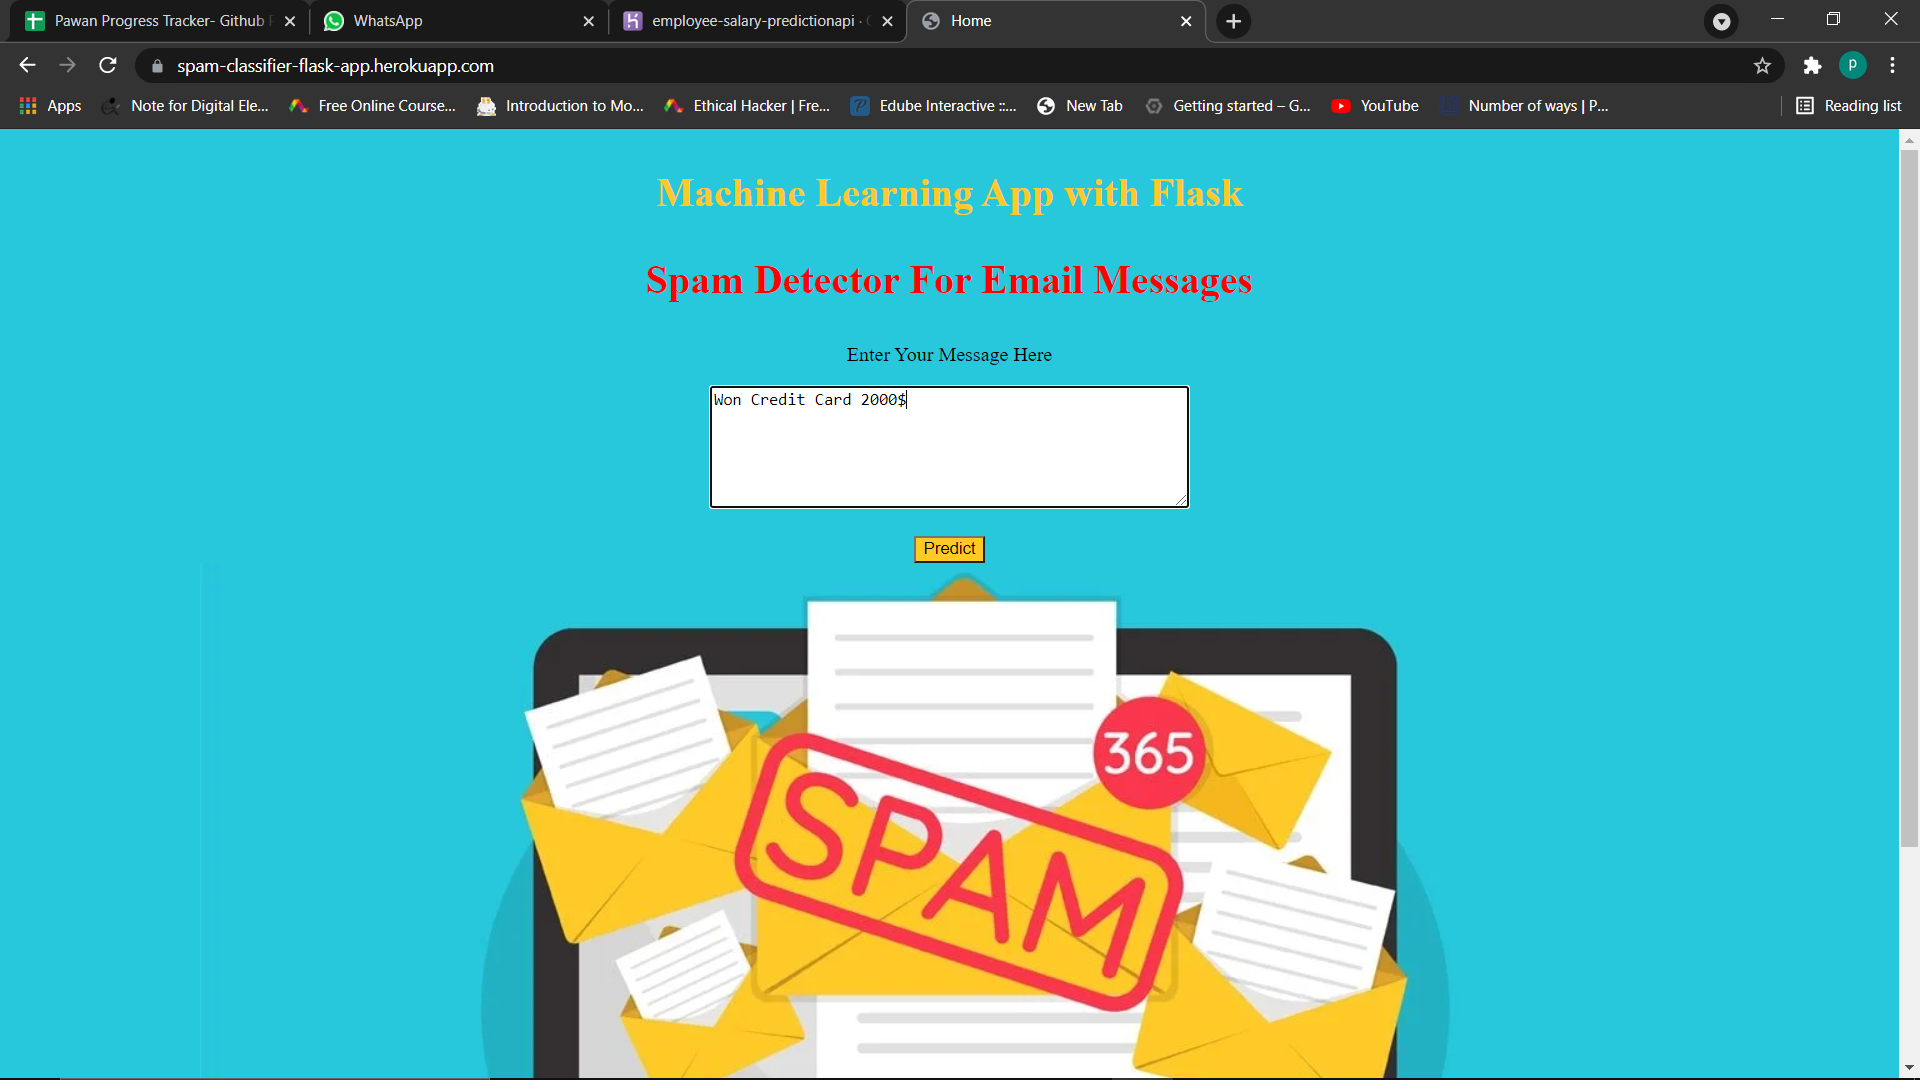 Pawan Progress Tracker- Github
WhatsApp
employee-salary-predictionapi ·
Home
spam-classifier-flask-app.herokuapp.com
P
Apps
Note for Digital Ele...
Free Online Course...
Introduction to Mo...
Ethical Hacker | Fre...
Edube Interactive ::...
New Tab
Getting started – G...
YouTube
Number of ways | P...
Reading list
Machine Learning App with Flask
Spam Detector For Email Messages
Enter Your Message Here
Won Credit Card 2000$
Predict
365
SPAM